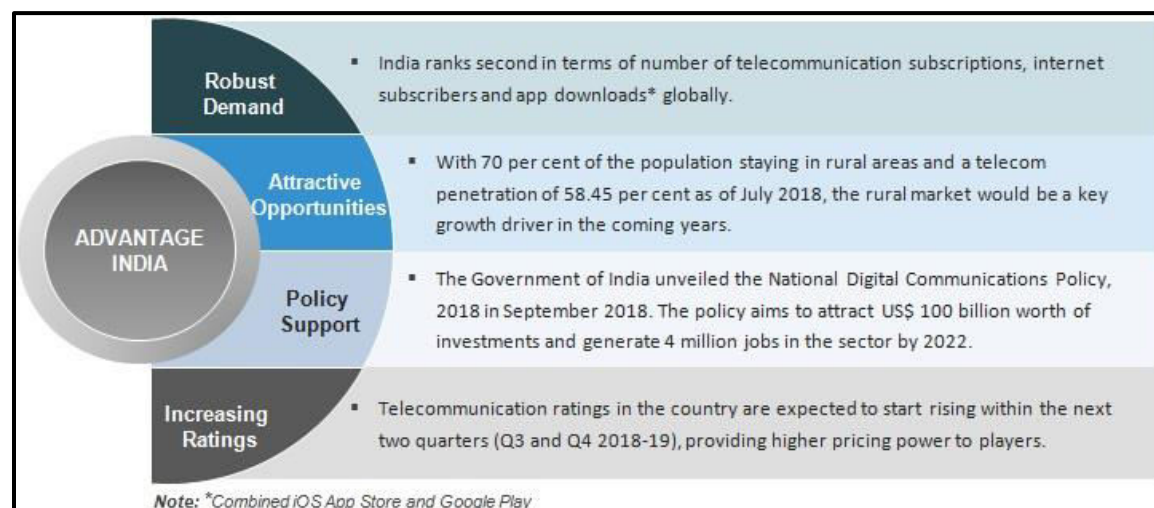 Robust
Demand
▪ India ranks second in terms of number of telecommunication subscriptions, internet
subscribers and app downloads* globally.
Attractive
Opportunities
▪ With 70 per cent of the population staying in rural areas and a telecom
penetration of 58.45 per cent as of July 2018, the rural market would be a key
growth driver in the coming years.
ADVANTAGE
INDIA
Policy
Support
▪ The Government of India unveiled the National Digital Communications Policy,
2018 in September 2018. The policy aims to attract US$ 100 billion worth of
investments and generate 4 million jobs in the sector by 2022.
Increasing
Ratings
▪ Telecommunication ratings in the country are expected to start rising within the next
two quarters (Q3 and Q4 2018-19), providing higher pricing power to players.
Note: *Combined iOS App Store and Google Play